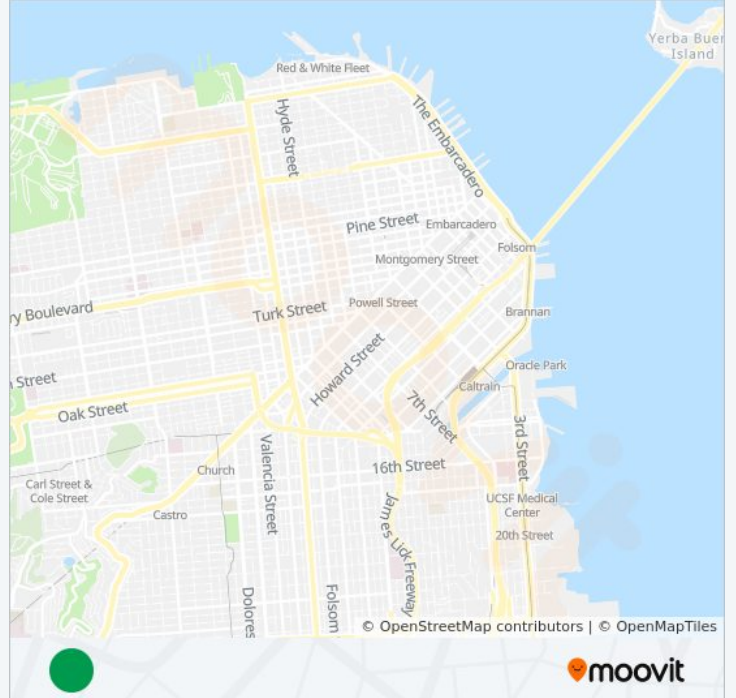 Yerba Buen
Island
Red & White Fleet
Hyde Street
The Embarcadero
Pine Street
Embarcadero
Folsom
Montgomery Street
Powell Street
ry Boulevard
Turk Street
Brannan
Howard Street
Oracle Park
n Street
Caltrain
Oak Street
7th Street
3rd Street
Valencia Street
Church
16th Street
Carl Street &
Cole Street
UCSF Medical
Center
Castro
James Lick Freeway
20th Street
Dolores
Folsom
© OpenStreetMap contributors | © OpenMapTiles
moovit